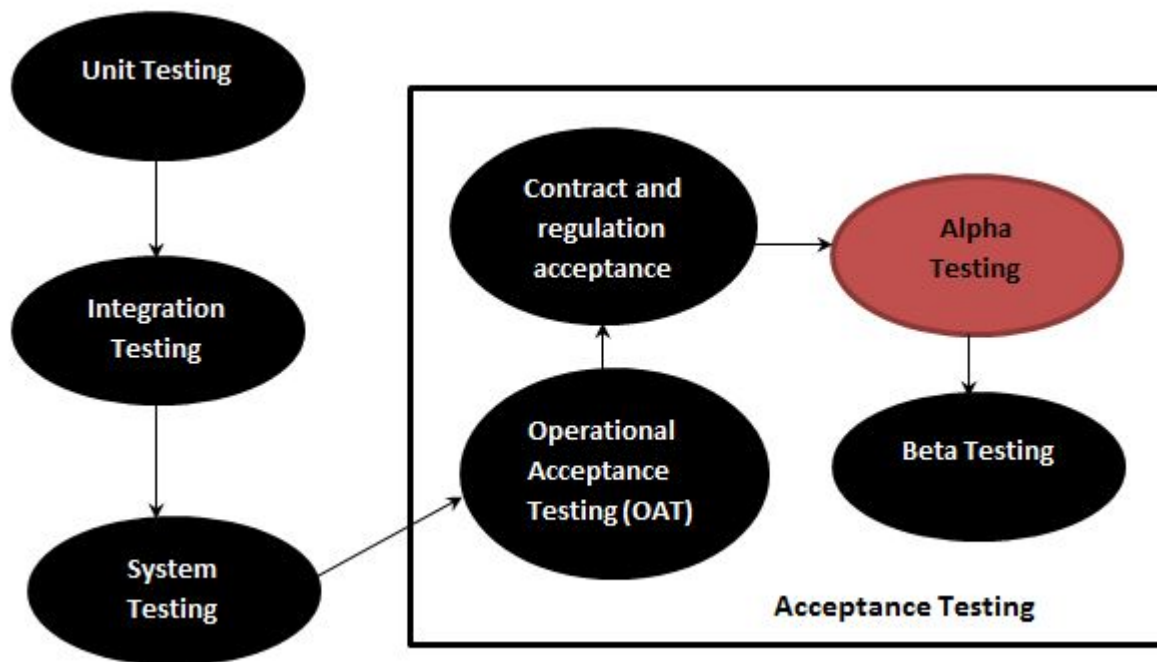 Unit Testing
Integration
Testing
System
Testing
Operational
Acceptance
Testing (OAT)
Contract and
regulation
acceptance
Alpha
Testing
Beta Testing
Acceptance Testing